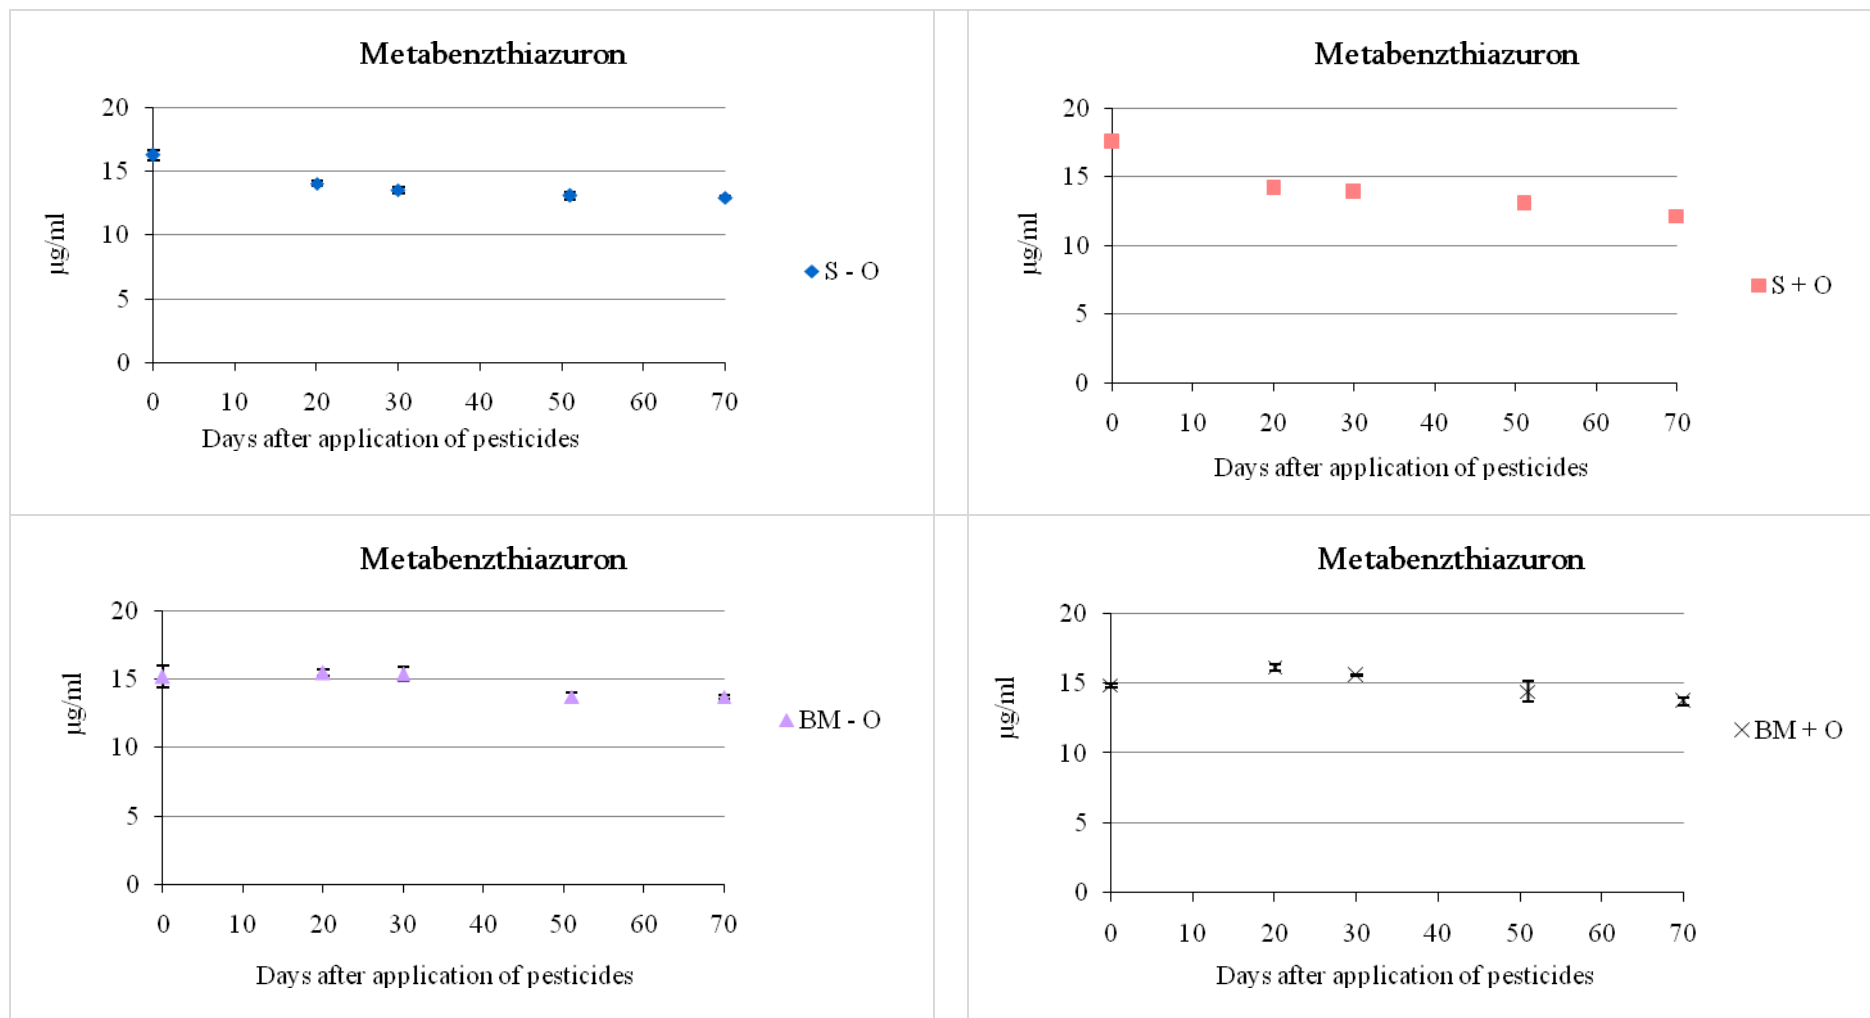 Metabenzthiazuron
20
15
10
5
0
µg/ml
0 10 20 30 40 50 60 70
Days after application of pesticides
S - O
Metabenzthiazuron
20
15
10
5
0
µg/ml
0 10 20 30 40 50 60 70
Days after application of pesticides
S + O
Metabenzthiazuron
20
15
10
5
0
µg/ml
0 10 20 30 40 50 60 70
Days after application of pesticides
BM - O
Metabenzthiazuron
20
15
10
5
0
µg/ml
0 10 20 30 40 50 60 70
Days after application of pesticides
BM + O